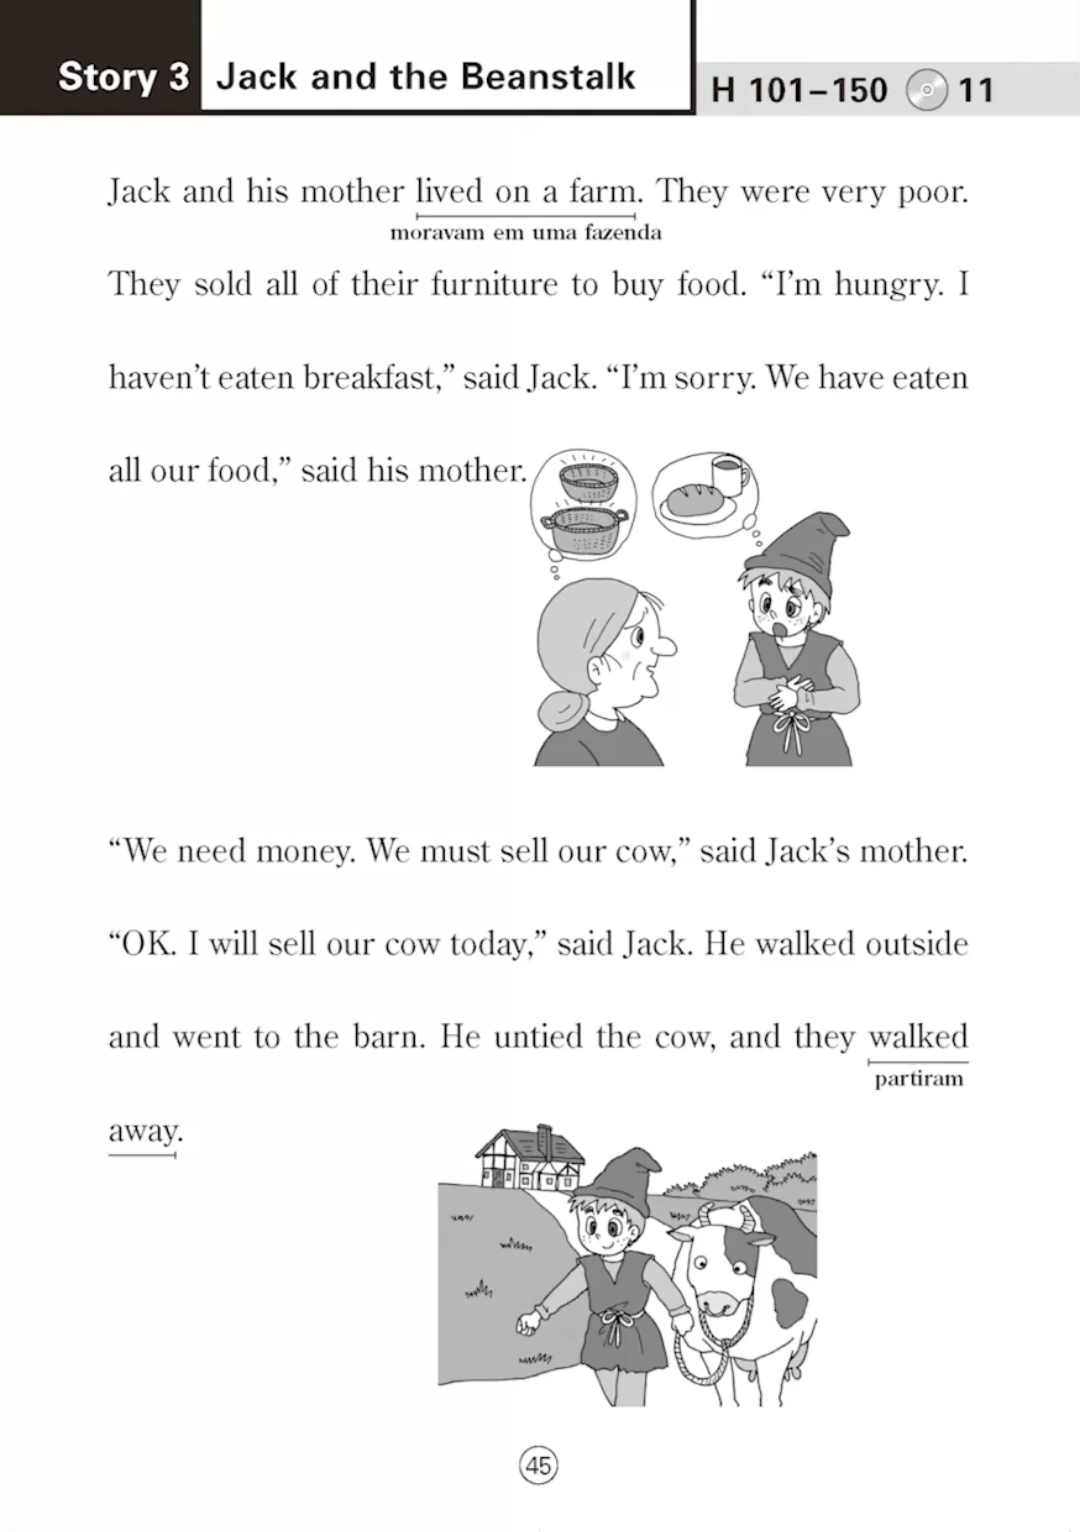 Story 3 Jack and the Beanstalk H 101–150 11
Jack and his mother lived on a farm. They were very poor.
moravam em uma fazenda
They sold all of their furniture to buy food. “I’m hungry. I
haven’t eaten breakfast,” said Jack. “I’m sorry. We have eaten
all our food,” said his mother.
“We need money. We must sell our cow,” said Jack’s mother.
“OK. I will sell our cow today,” said Jack. He walked outside
and went to the barn. He untied the cow, and they walked
partiram
away.
45